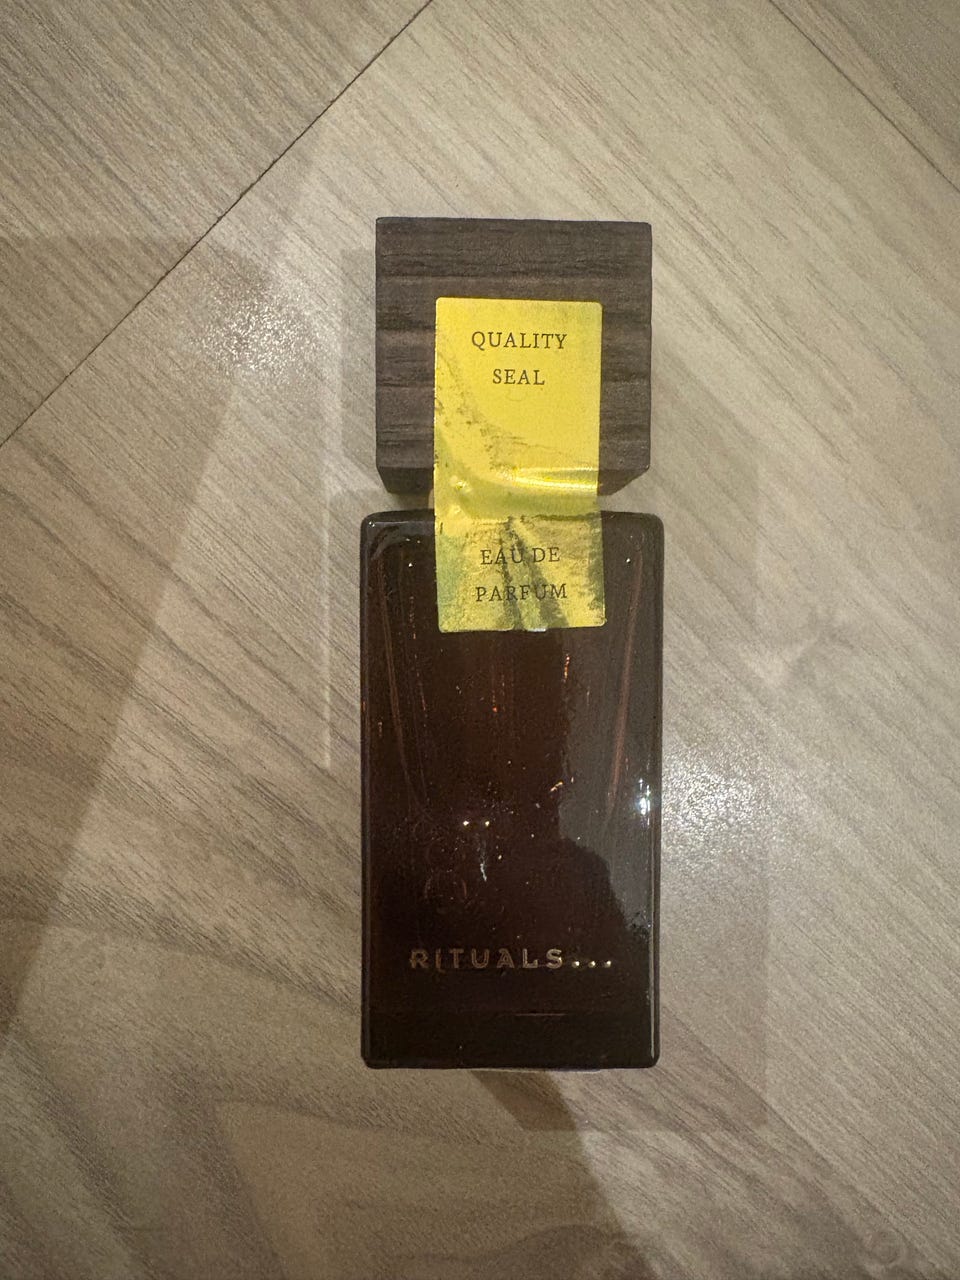 QUALITY
SEAL
EAU DE
PARFUM
RITUALS...